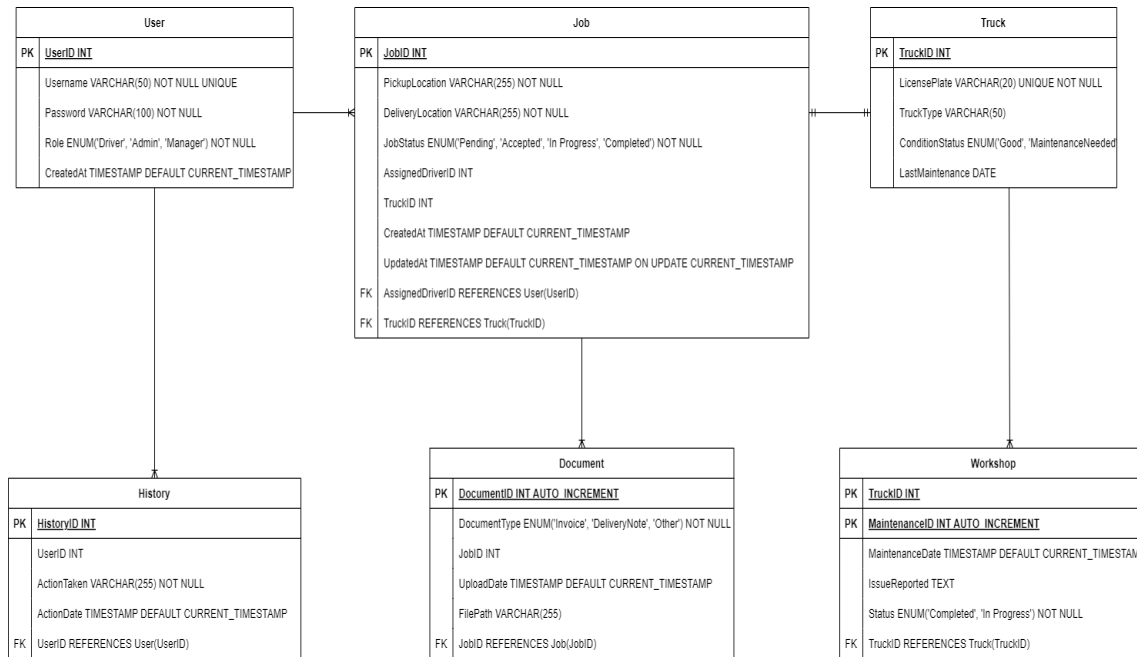 User
PK UserID INT
Username VARCHAR(50) NOT NULL UNIQUE
Password VARCHAR(100) NOT NULL
Role ENUM('Driver', 'Admin', 'Manager') NOT NULL
CreatedAt TIMESTAMP DEFAULT CURRENT_TIMESTAMP
Job
PK JobID INT
PickupLocation VARCHAR(255) NOT NULL
DeliveryLocation VARCHAR(255) NOT NULL
JobStatus ENUM('Pending', 'Accepted', 'In Progress', 'Completed') NOT NULL
AssignedDriverID INT
TruckID INT
CreatedAt TIMESTAMP DEFAULT CURRENT_TIMESTAMP
UpdatedAt TIMESTAMP DEFAULT CURRENT_TIMESTAMP ON UPDATE CURRENT_TIMESTAMP
FK AssignedDriverID REFERENCES User(UserID)
FK TruckID REFERENCES Truck(TruckID)
Truck
PK TruckID INT
LicensePlate VARCHAR(20) UNIQUE NOT NULL
TruckType VARCHAR(50)
ConditionStatus ENUM('Good', 'MaintenanceNeeded'
LastMaintenance DATE
History
PK HistoryID INT
UserID INT
ActionTaken VARCHAR(255) NOT NULL
ActionDate TIMESTAMP DEFAULT CURRENT_TIMESTAMP
FK UserID REFERENCES User(UserID)
Document
PK DocumentID INT AUTO_INCREMENT
DocumentType ENUM('Invoice', 'DeliveryNote', 'Other') NOT NULL
JobID INT
UploadDate TIMESTAMP DEFAULT CURRENT_TIMESTAMP
FilePath VARCHAR(255)
FK JobID REFERENCES Job(JobID)
Workshop
PK TruckID INT
PK MaintenanceID INT AUTO_INCREMENT
MaintenanceDate TIMESTAMP DEFAULT CURRENT_TIMESTAM
IssueReported TEXT
Status ENUM('Completed', 'In Progress') NOT NULL
FK TruckID REFERENCES Truck(TruckID)